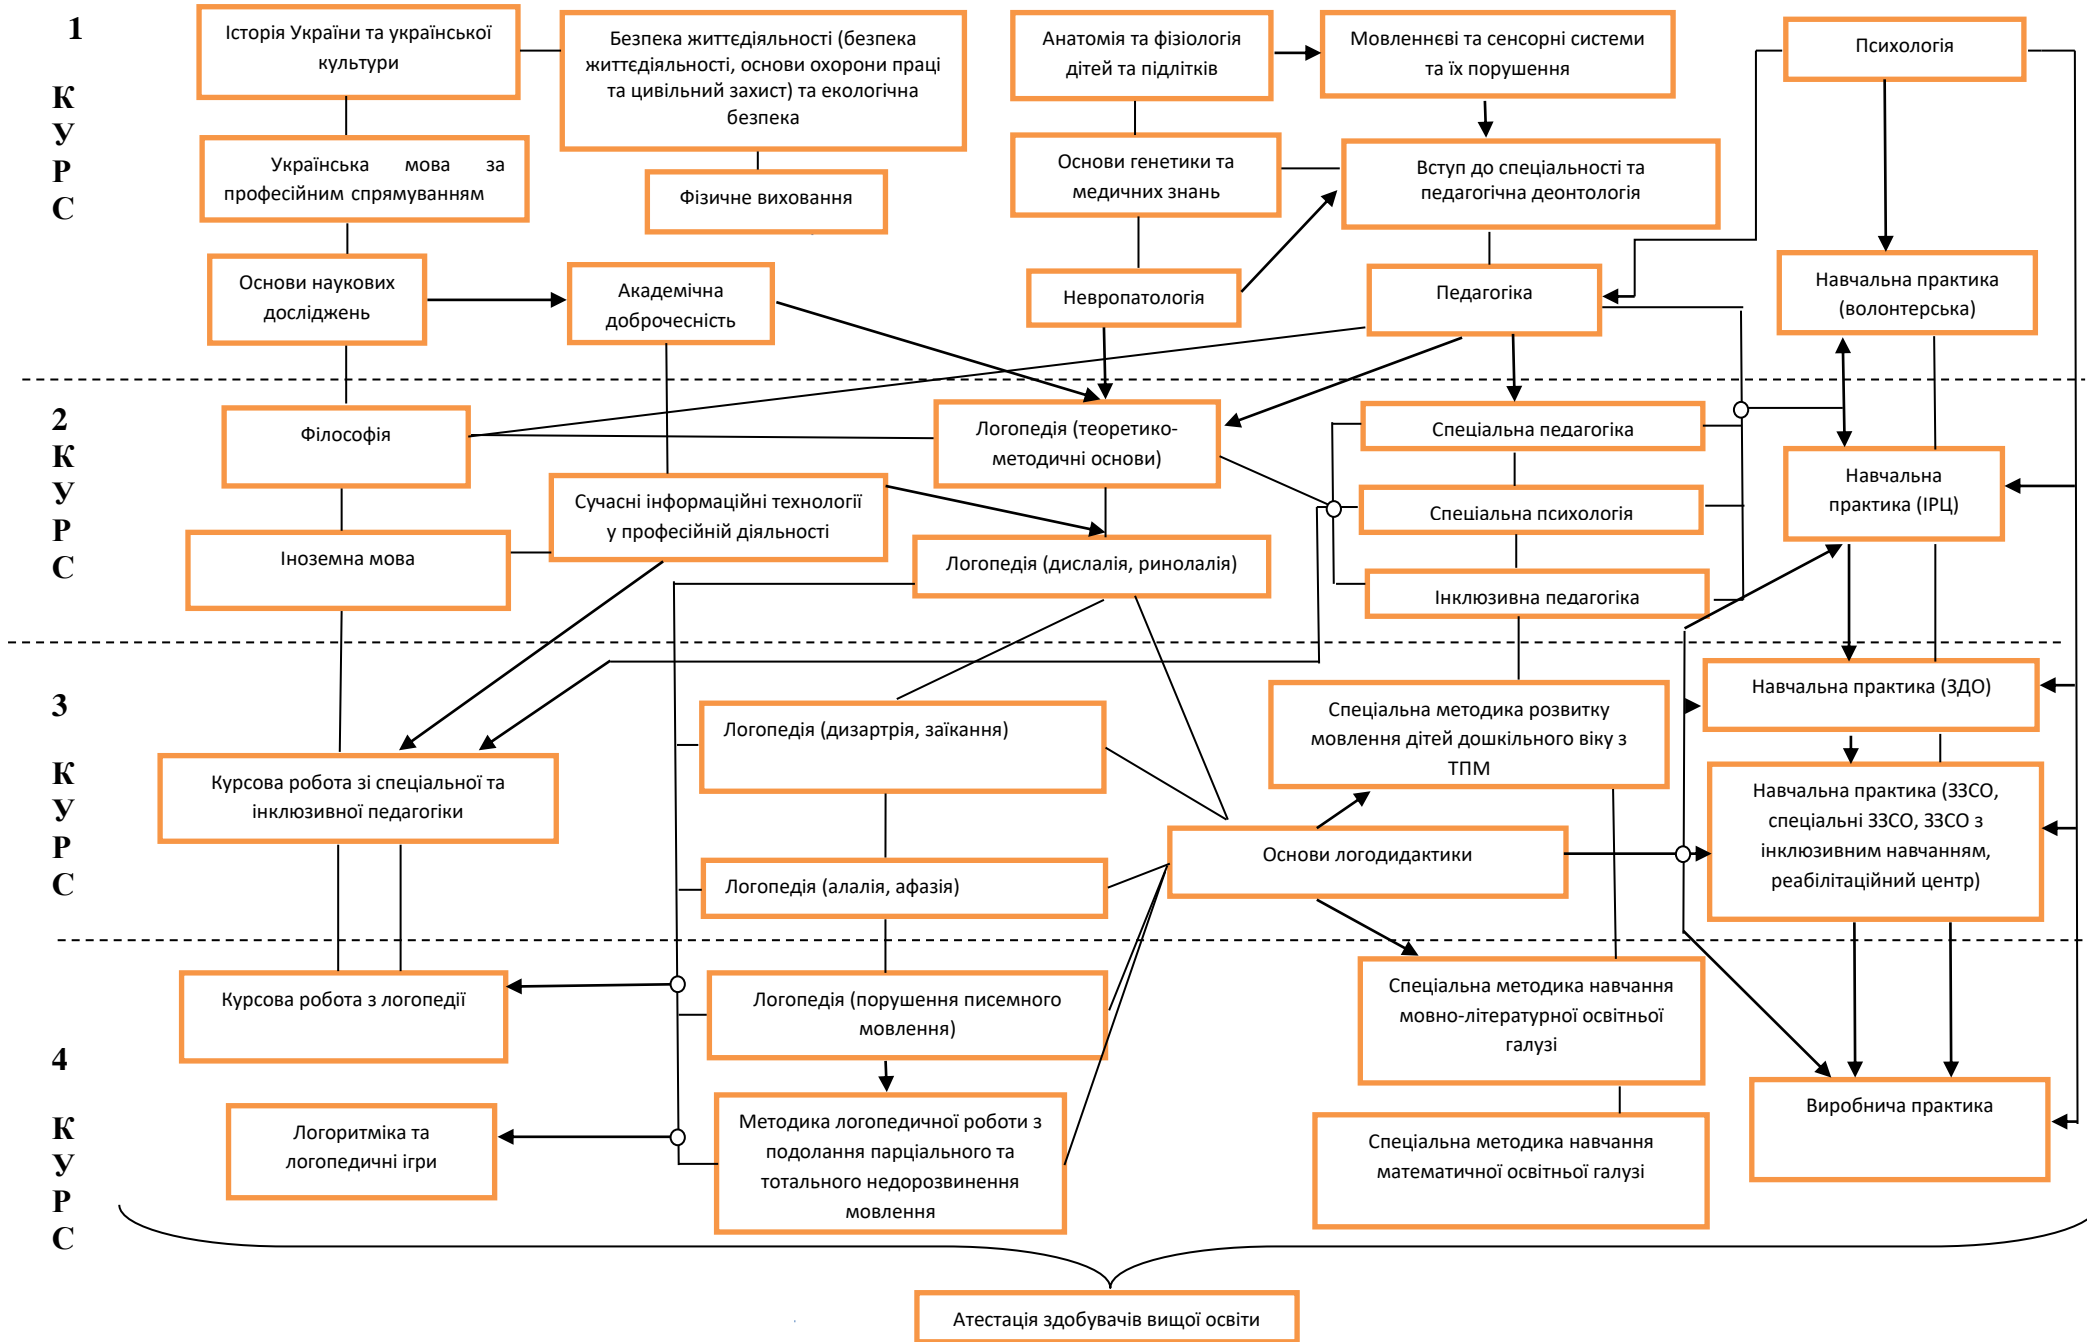 1
К
У
Р
С
Історія України та української
культури
Безпека життєдіяльності (безпека
життєдіяльності, основи охорони праці
та цивільний захист) та екологічна
безпека
Анатомія та фізіологія
дітей та підлітків
Мовленнєві та сенсорні системи
та їх порушення
Психологія
Українська мова за
професійним спрямуванням
Фізичне виховання
Основи генетики та
медичних знань
Вступ до спеціальності та
педагогічна деонтологія
Основи наукових
досліджень
Академічна
доброчесність
Невропатологія
Педагогіка
Навчальна практика
(волонтерська)
2
К
У
Р
С
Філософія
Логопедія (теоретико-
методичні основи)
Спеціальна педагогіка
Сучасні інформаційні технології
у професійній діяльності
Спеціальна психологія
Навчальна
практика (ІРЦ)
Іноземна мова
Логопедія (дислалія, ринолалія)
Інклюзивна педагогіка
3
К
У
Р
С
Логопедія (дизартрія, заїкання)
Спеціальна методика розвитку
мовлення дітей дошкільного віку з
ТПМ
Навчальна практика (ЗДО)
Курсова робота зі спеціальної та
інклюзивної педагогіки
Навчальна практика (ЗЗСО,
спеціальні ЗЗСО, ЗЗСО з
інклюзивним навчанням,
реабілітаційний центр)
Основи логодидактики
Логопедія (алалія, афазія)
4
К
У
Р
С
Курсова робота з логопедії
Логопедія (порушення писемного
мовлення)
Спеціальна методика навчання
мовно-літературної освітньої
галузі
Виробнича практика
Логоритміка та
логопедичні ігри
Методика логопедичної роботи з
подолання парціального та
тотального недорозвинення
мовлення
Спеціальна методика навчання
математичної освітньої галузі
Атестація здобувачів вищої освіти